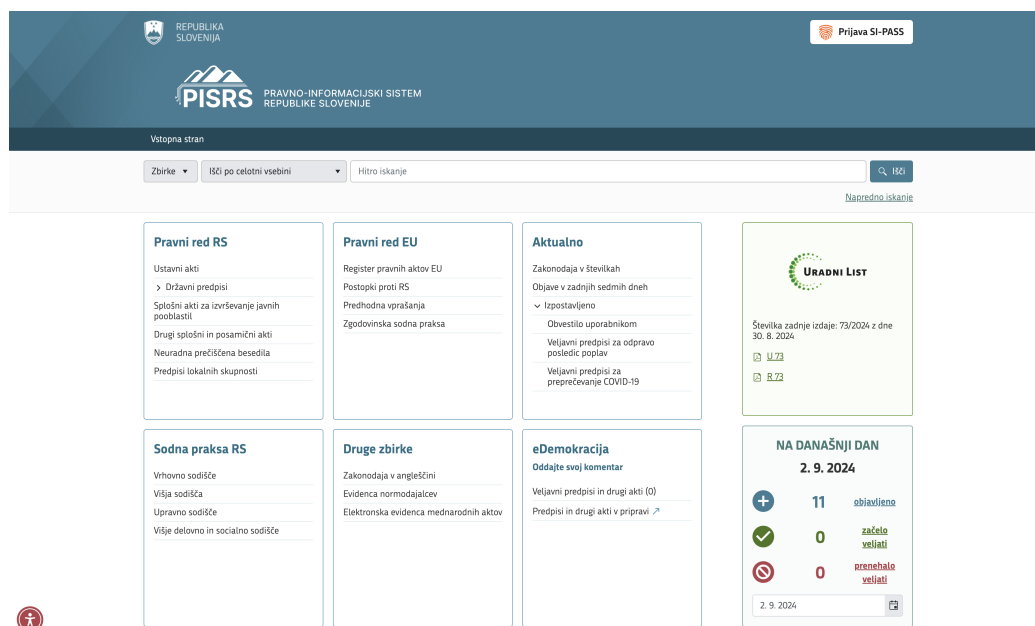 REPUBLIKA
SLOVENIJA
Prijava SI-PASS
PISRS
PRAVNO-INFORMACIJSKI SISTEM
REPUBLIKE SLOVENIJE
Vstopna stran
Zbirke
Išči po celotni vsebini
Hitro iskanje
Išči
Napredno iskanje
Pravni red RS
Ustavni akti
Državni predpisi
Splošni akti za izvrševanje javnih
pooblastil
Drugi splošni in posamični akti
Neuradna prečiščena besedila
Predpisi lokalnih skupnosti
Pravni red EU
Register pravnih aktov EU
Postopki proti RS
Predhodna vprašanja
Zgodovinska sodna praksa
Aktualno
Zakonodaja v številkah
Objave v zadnjih sedmih dneh
Izpostavljeno
Obvestilo uporabnikom
Veljavni predpisi za odpravo
posledic poplav
Veljavni predpisi za
preprečevanje COVID-19
URADNI LIST
Številka zadnje izdaje: 73/2024 z dne
30. 8. 2024
U 73
R 73
Sodna praksa RS
Vrhovno sodišče
Višja sodišča
Upravno sodišče
Višje delovno in socialno sodišče
Druge zbirke
Zakonodaja v angleščini
Evidenca normodajalcev
Elektronska evidenca mednarodnih aktov
eDemokracija
Oddajte svoj komentar
Veljavni predpisi in drugi akti (0)
Predpisi in drugi akti v pripravi
NA DANAŠNJI DAN
2. 9. 2024
11 objavljeno
0 začelo
veljati
0 prenehalo
veljati
2. 9. 2024